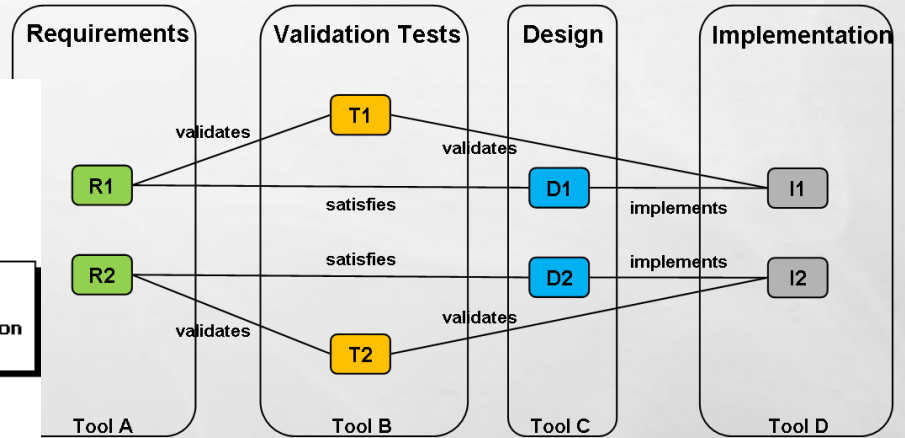 Requirements
Validation Tests
Design
Implementation
T1
validates
validates
R1
D1
I1
satisfies
implements
satisfies
implements
R2
D2
I2
on
validates
validates
T2
Tool A
Tool B
Tool C
Tool D